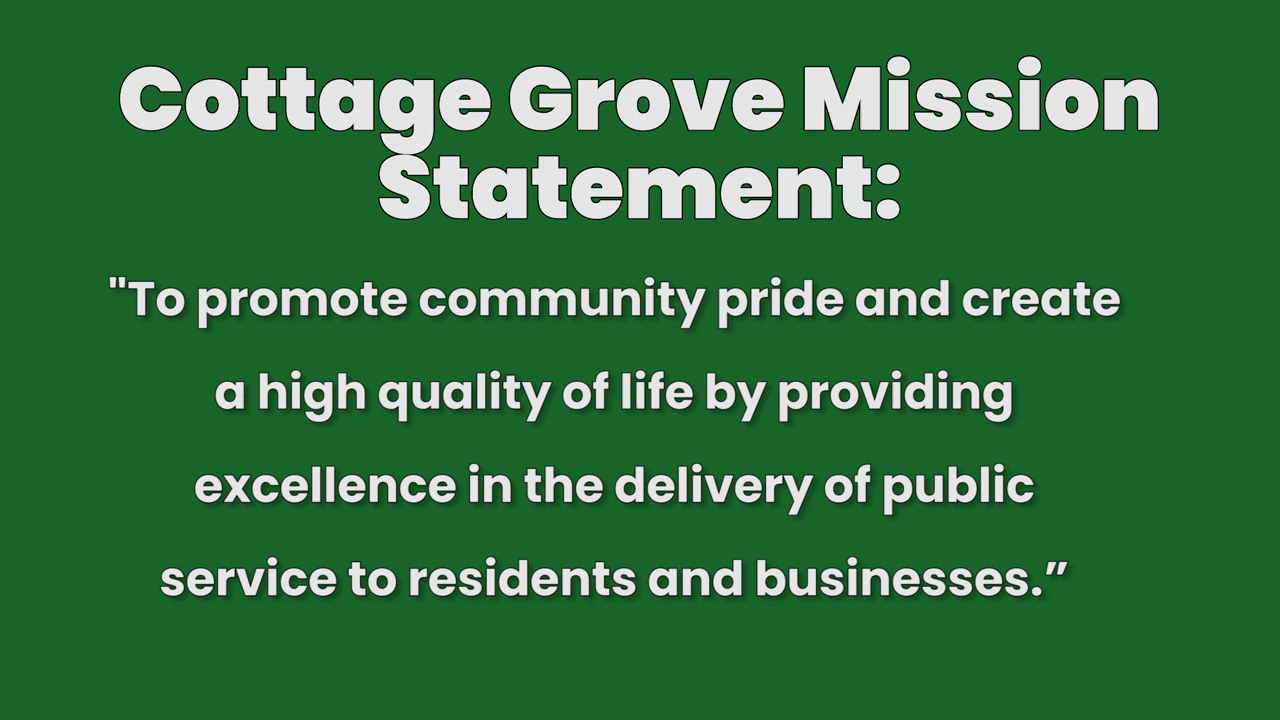 Cottage Grove Mission
Statement:
"To promote community pride and create
a high quality of life by providing
excellence in the delivery of public
service to residents and businesses.”